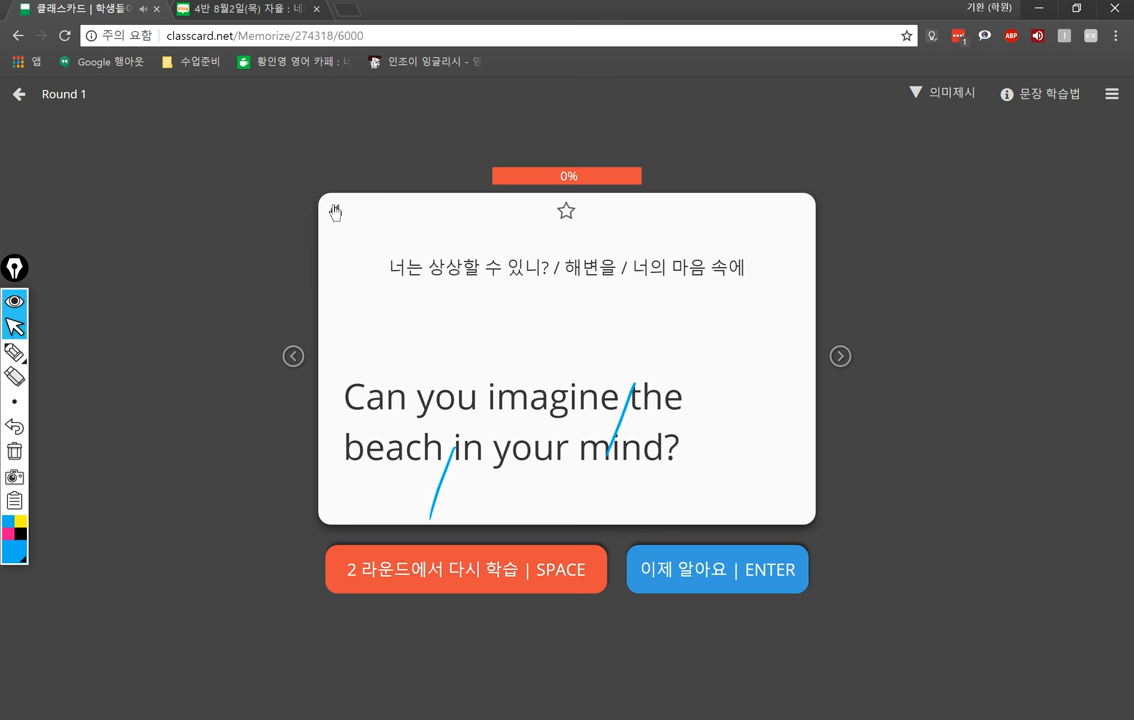 클래스카드 | 학생들이
4반 8월2일(목) 자율 : 네
기환 (학원)
주의 요함
classcard.net/Memorize/274318/6000
ABP
1
앱
Google 행아웃
수업준비
황인영 영어 카페 : 네
인조이 잉글리시 -
Round 1
의미제시
문장 학습법
0%
너는 상상할 수 있니? / 해변을 / 너의 마음 속에
Can you imagine the
beach in your mind?
2 라운드에서 다시 학습 | SPACE
이제 알아요 | ENTER